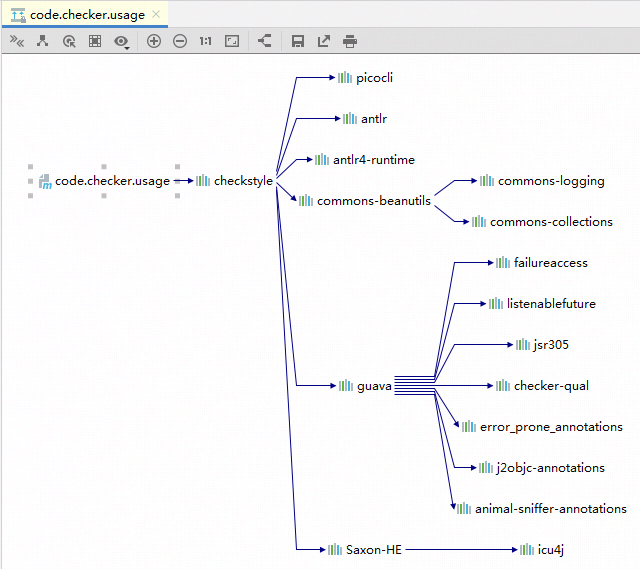 code.checker.usage
1:1
picocli
antlr
antlr4-runtime
code.checker.usage
checkstyle
commons-beanutils
commons-logging
commons-collections
failureaccess
listenablefuture
jsr305
guava
checker-qual
error_prone_annotations
j2objc-annotations
animal-sniffer-annotations
Saxon-HE
icu4j